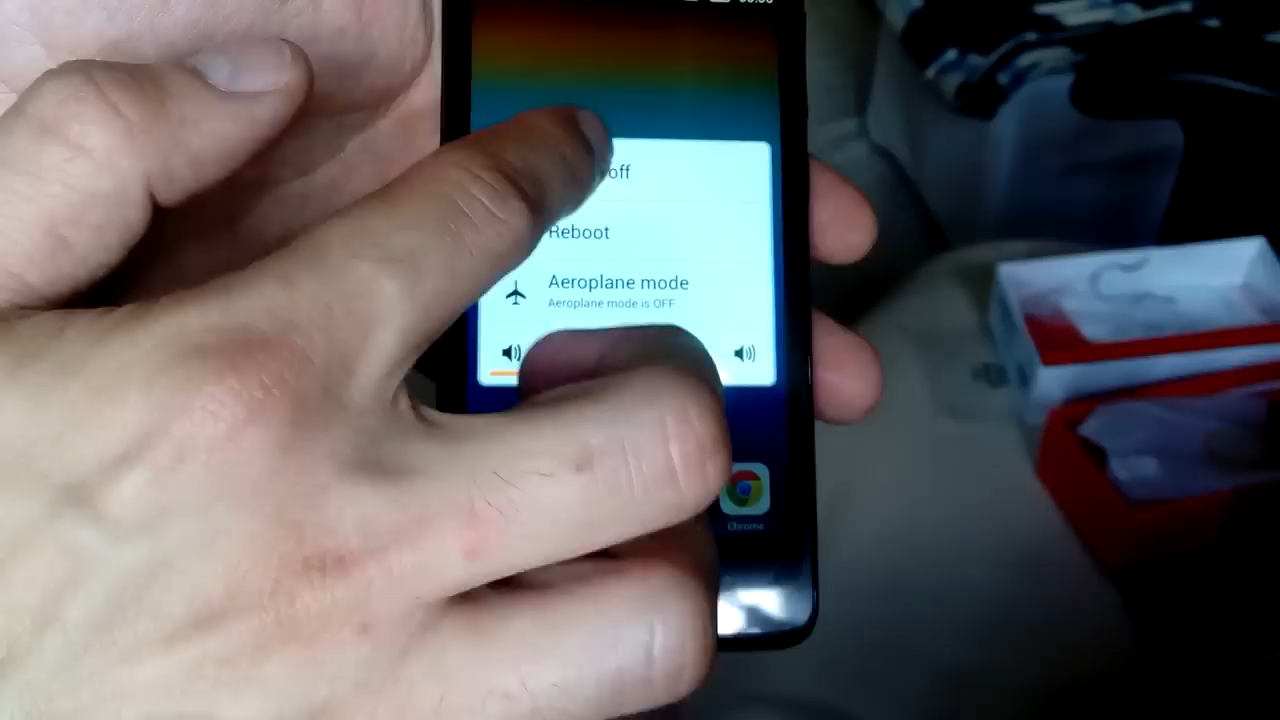 off
Reboot
Aeroplane mode
Aeroplane mode is OFF
Chrome